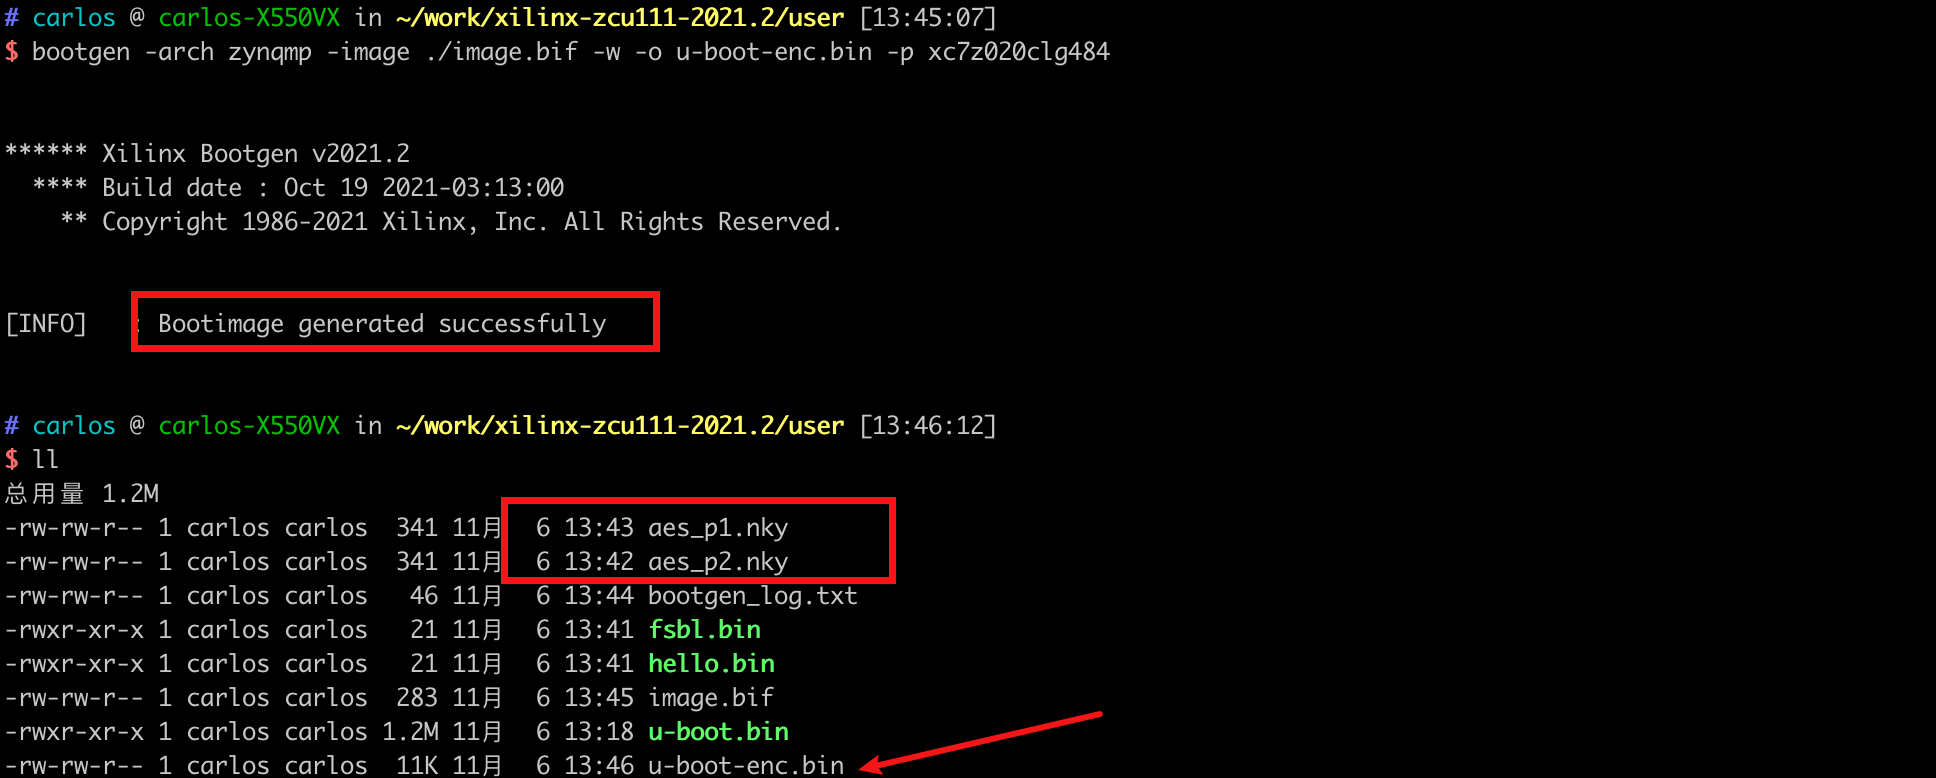 # carlos @ carlos-X550VX in ~/work/xilinx-zcu111-2021.2/user [13:45:07]
$ bootgen -arch zynqmp -image ./image.bif -w -o u-boot-enc.bin -p xc7z020clg484
****** Xilinx Bootgen v2021.2
**** Build date : Oct 19 2021-03:13:00
** Copyright 1986-2021 Xilinx, Inc. All Rights Reserved.
[INFO] : Bootimage generated successfully
# carlos @ carlos-X550VX in ~/work/xilinx-zcu111-2021.2/user [13:46:12]
$ ll
总用量 1.2M
-rw-rw-r-- 1 carlos carlos 341 11月 6 13:43 aes_p1.nky
-rw-rw-r-- 1 carlos carlos 341 11月 6 13:42 aes_p2.nky
-rw-rw-r-- 1 carlos carlos 46 11月 6 13:44 bootgen_log.txt
-rwxr-xr-x 1 carlos carlos 21 11月 6 13:41 fsbl.bin
-rwxr-xr-x 1 carlos carlos 21 11月 6 13:41 hello.bin
-rw-rw-r-- 1 carlos carlos 283 11月 6 13:45 image.bif
-rwxr-xr-x 1 carlos carlos 1.2M 11月 6 13:18 u-boot.bin
-rw-rw-r-- 1 carlos carlos 11K 11月 6 13:46 u-boot-enc.bin